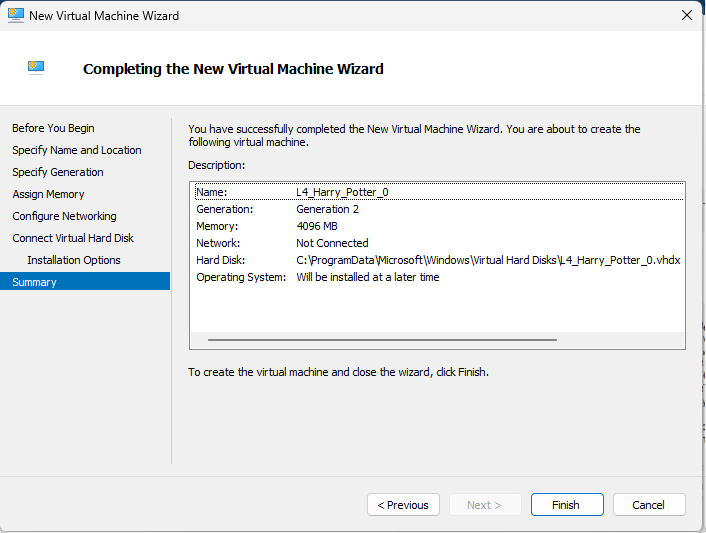 New Virtual Machine Wizard
Completing the New Virtual Machine Wizard
Before You Begin
Specify Name and Location
Specify Generation
Assign Memory
Configure Networking
Connect Virtual Hard Disk
Installation Options
Summary
You have successfully completed the New Virtual Machine Wizard. You are about to create the
following virtual machine.
Description:
Name: L4_Harry_Potter_0
Generation: Generation 2
Memory: 4096 MB
Network: Not Connected
Hard Disk: C:\ProgramData\Microsoft\Windows\Virtual Hard Disks\L4_Harry_Potter_0.vhdx
Operating System: Will be installed at a later time
To create the virtual machine and close the wizard, click Finish.
< Previous
Next >
Finish
Cancel